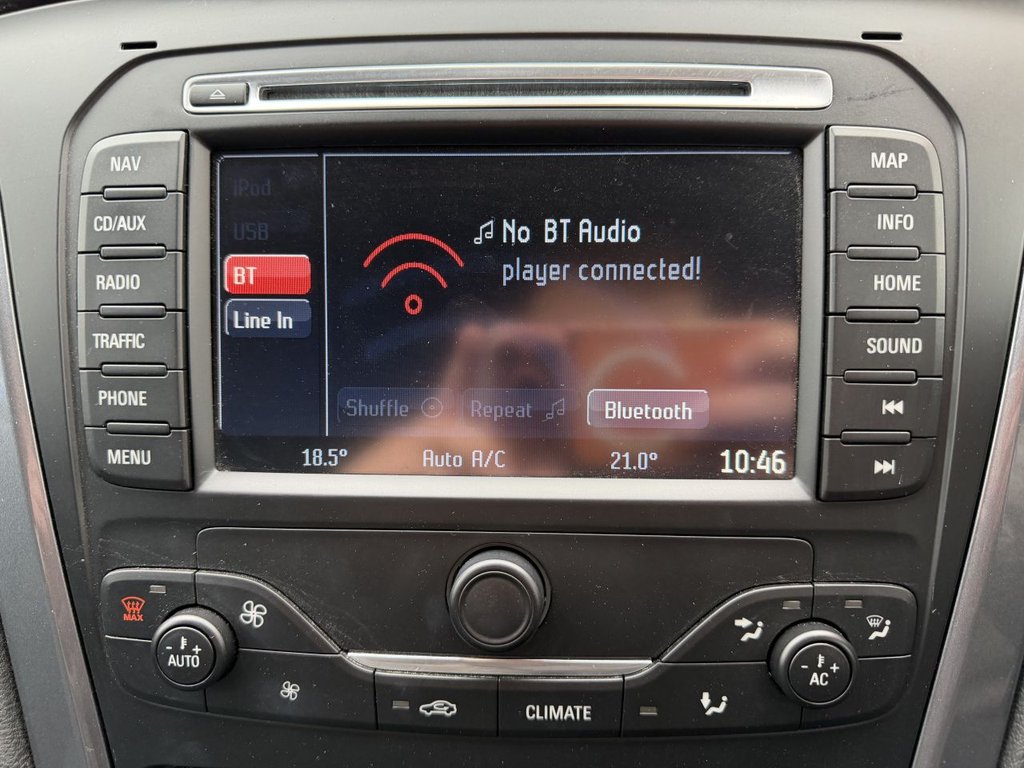 NAV
CD/AUX
RADIO
TRAFFIC
PHONE
MENU
iPod
USB
BT
Line In
No BT Audio
player connected!
Shuffle
Repeat
Bluetooth
18.5°
Auto A/C
21.0°
10:46
MAP
INFO
HOME
SOUND
MAX
- +
AUTO
CLIMATE
- +
AC